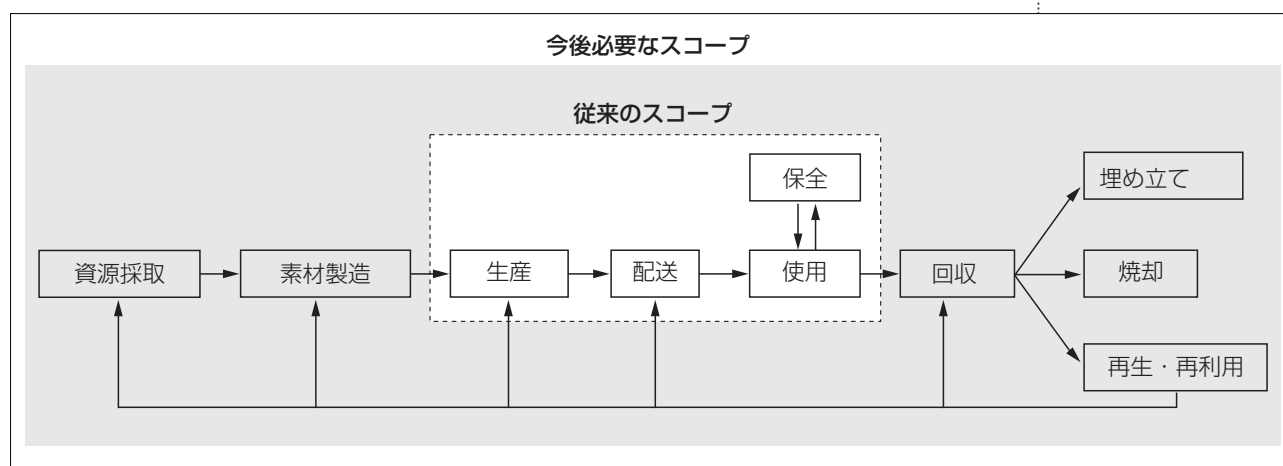 今後必要なスコープ
従来のスコープ
保全
埋め立て
資源採取
素材製造
生産
配送
使用
回収
焼却
再生・再利用